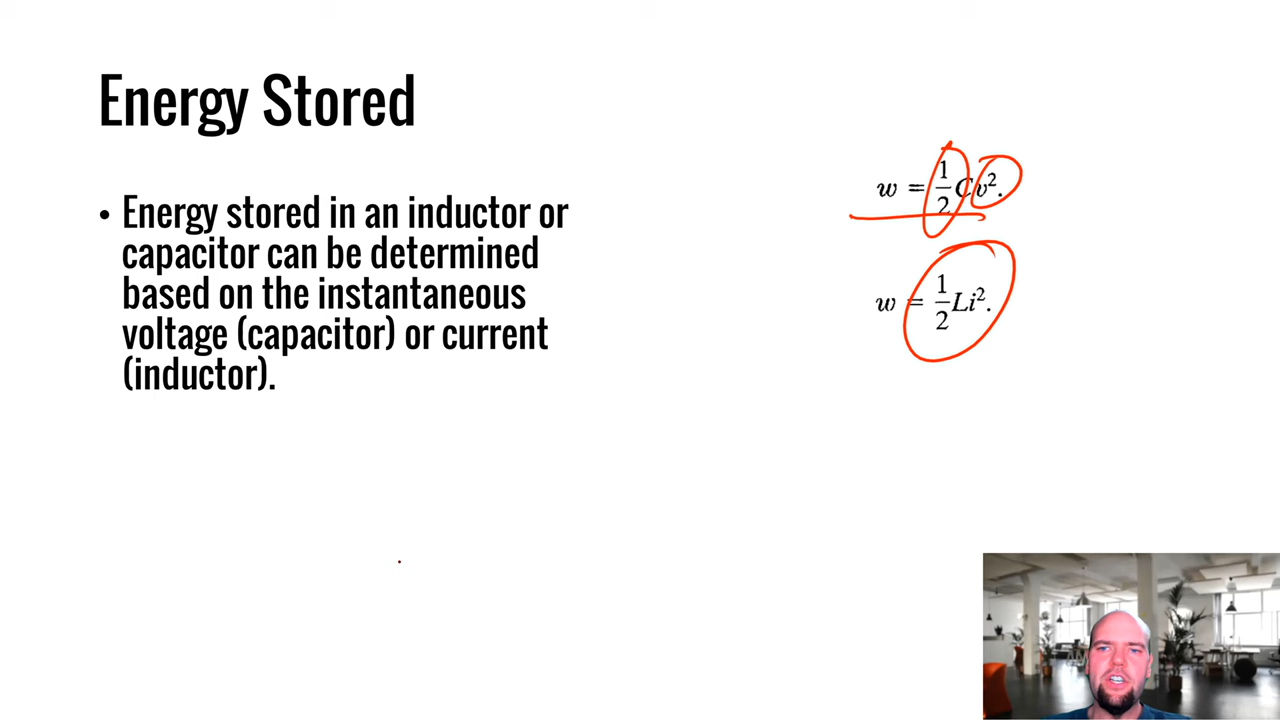 Energy Stored
• Energy stored in an inductor or
capacitor can be determined
based on the instantaneous
voltage (capacitor) or current
(inductor).
w = 1/2 Cv².
w = 1/2 Li².